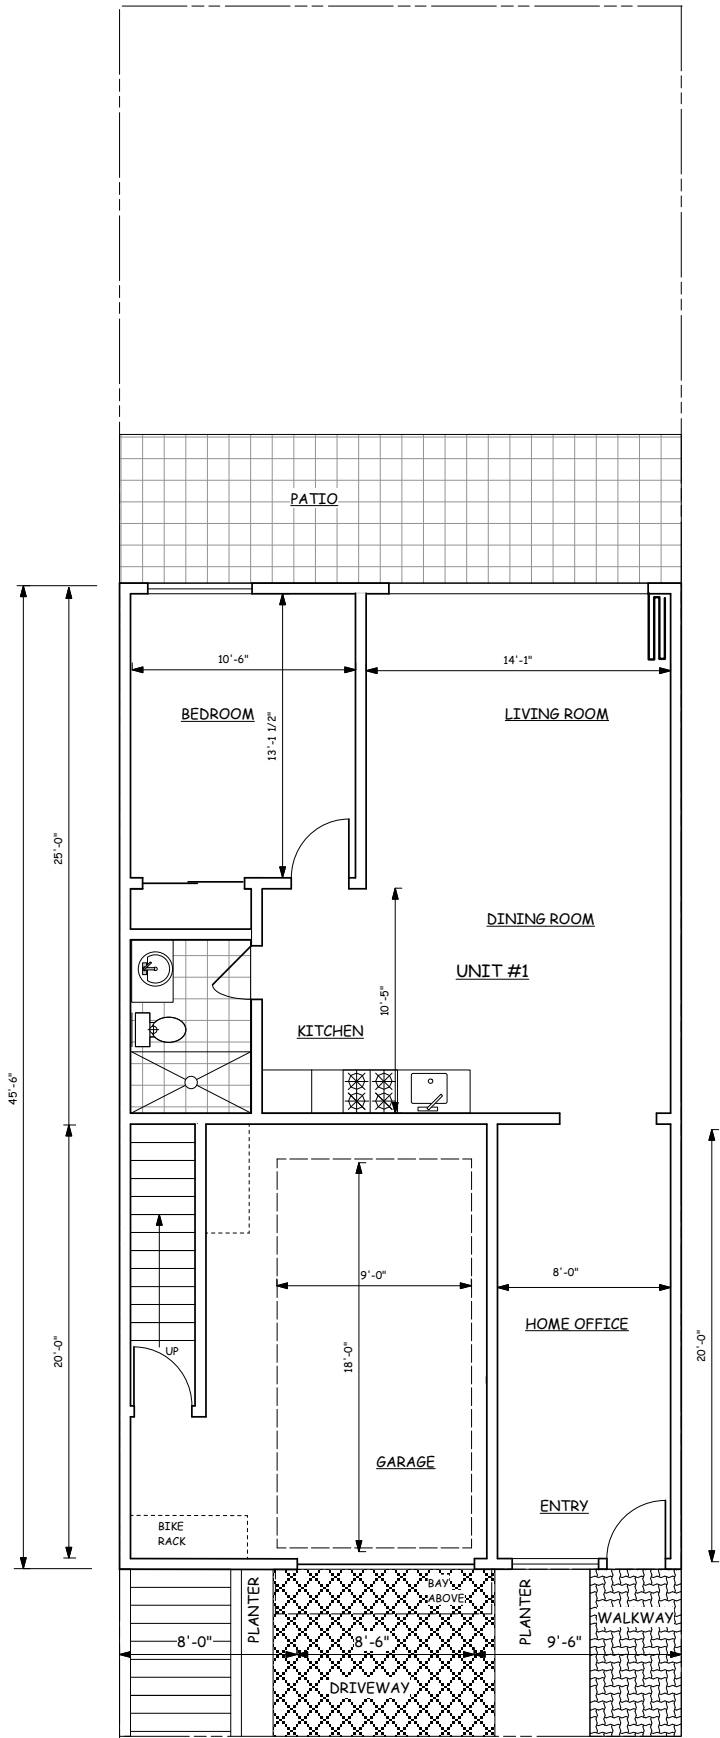 PATIO
10'-6"
14'-1"
BEDROOM
13'-1 1/2"
LIVING ROOM
25'-0"
DINING ROOM
UNIT #1
10'-5"
KITCHEN
45'-6"
9'-0"
8'-0"
HOME OFFICE
UP
20'-0"
18'-0"
20'-0"
GARAGE
ENTRY
BIKE
RACK
PLANTER
BAY
ABOVE
PLANTER
WALKWAY
8'-0"
8'-6"
9'-6"
DRIVEWAY